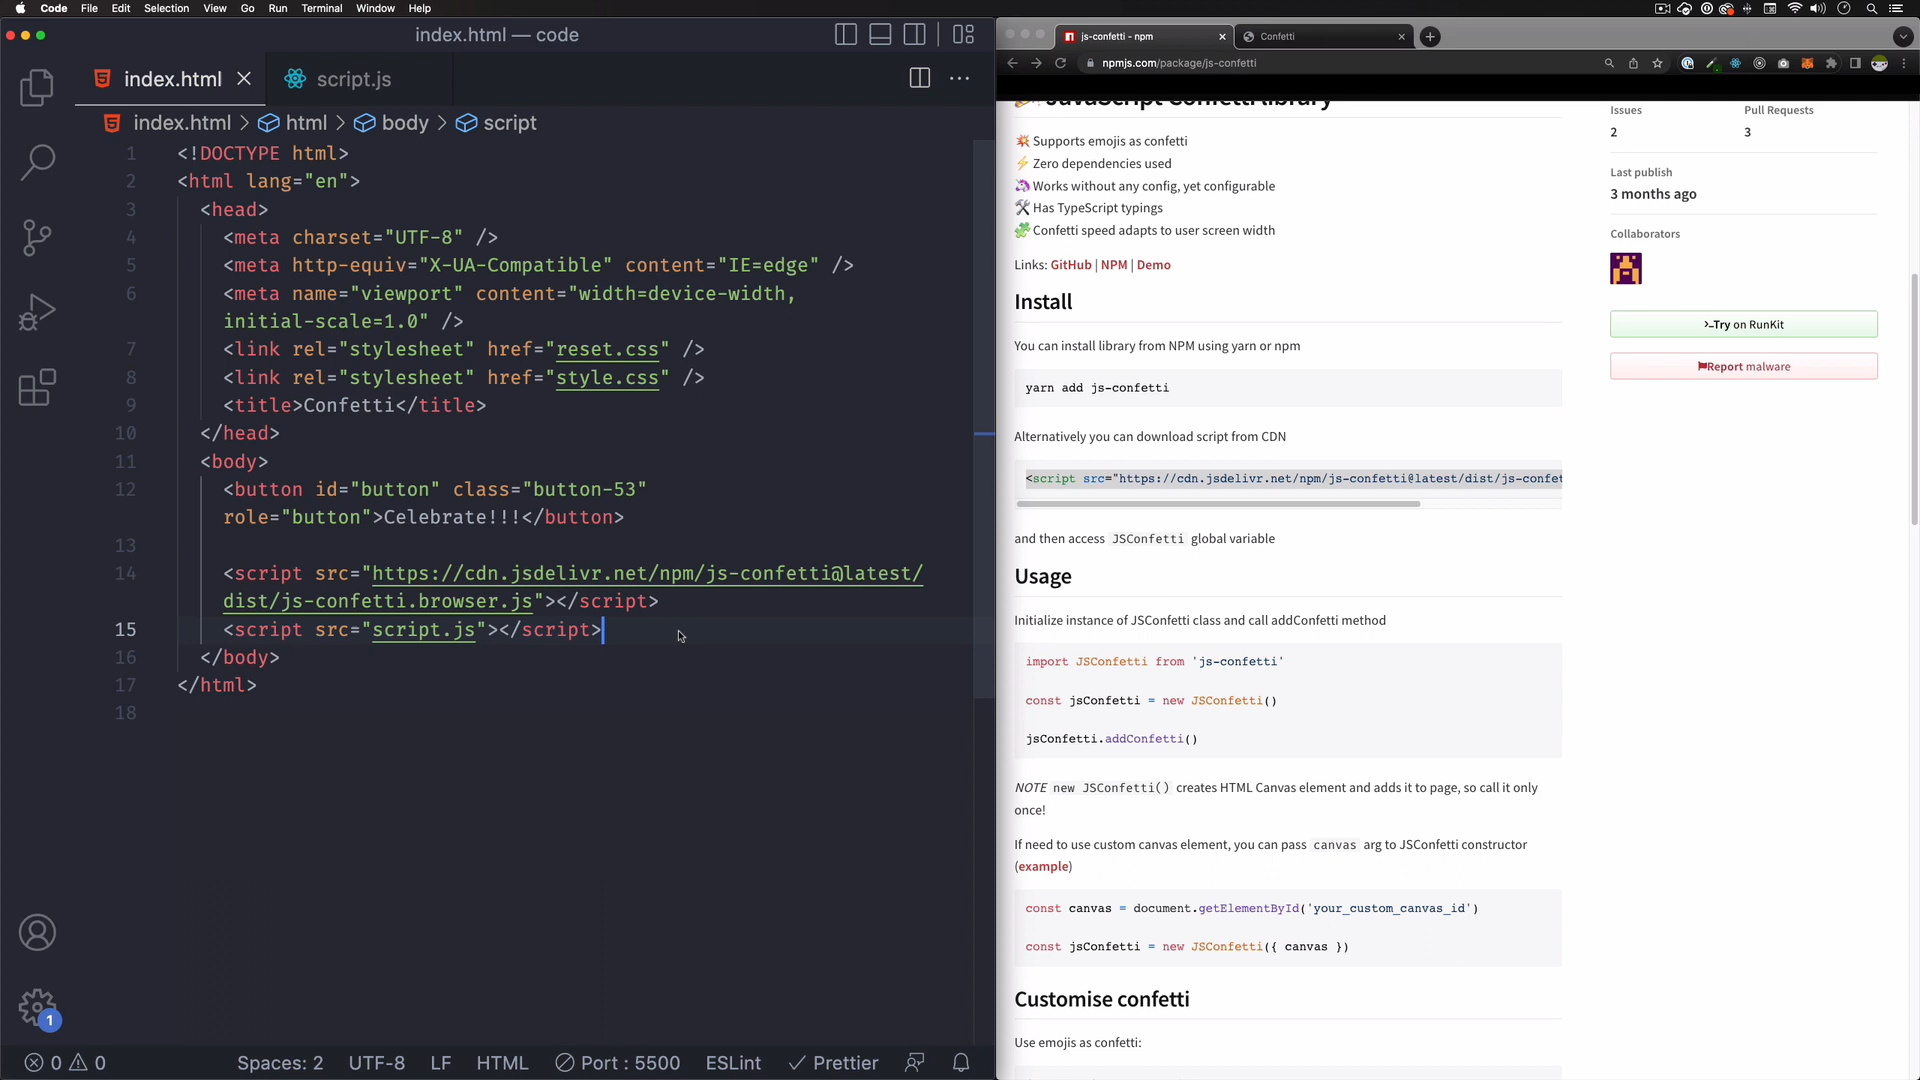 Code File Edit Selection View Go Run Terminal Window Help
index.html — code
index.html
script.js
index.html > html > body > script
1 <!DOCTYPE html>
2 <html lang="en">
3 <head>
4 <meta charset="UTF-8" />
5 <meta http-equiv="X-UA-Compatible" content="IE=edge" />
6 <meta name="viewport" content="width=device-width,
initial-scale=1.0" />
7 <link rel="stylesheet" href="reset.css" />
8 <link rel="stylesheet" href="style.css" />
9 <title>Confetti</title>
10 </head>
11 <body>
12 <button id="button" class="button-53"
role="button">Celebrate!!!</button>
13
14 <script src="https://cdn.jsdelivr.net/npm/js-confetti@latest/
dist/js-confetti.browser.js"></script>
15 <script src="script.js"></script>
16 </body>
17 </html>
18
1
0 0 Spaces: 2 UTF-8 LF HTML Port : 5500 ESLint Prettier
js-confetti - npm
Confetti
npmjs.com/package/js-confetti
JavaScript Confetti library
💥 Supports emojis as confetti
⚡ Zero dependencies used
🦄 Works without any config, yet configurable
🛠 Has TypeScript typings
🧩 Confetti speed adapts to user screen width
Links: GitHub | NPM | Demo
Install
You can install library from NPM using yarn or npm
yarn add js-confetti
Alternatively you can download script from CDN
<script src="https://cdn.jsdelivr.net/npm/js-confetti@latest/dist/js-confet
and then access JSConfetti global variable
Usage
Initialize instance of JSConfetti class and call addConfetti method
import JSConfetti from 'js-confetti'
const jsConfetti = new JSConfetti()
jsConfetti.addConfetti()
NOTE new JSConfetti() creates HTML Canvas element and adds it to page, so call it only
once!
If need to use custom canvas element, you can pass canvas arg to JSConfetti constructor
(example)
const canvas = document.getElementById('your_custom_canvas_id')
const jsConfetti = new JSConfetti({ canvas })
Customise confetti
Use emojis as confetti:
Issues
2
Pull Requests
3
Last publish
3 months ago
Collaborators
>_Try on RunKit
Report malware